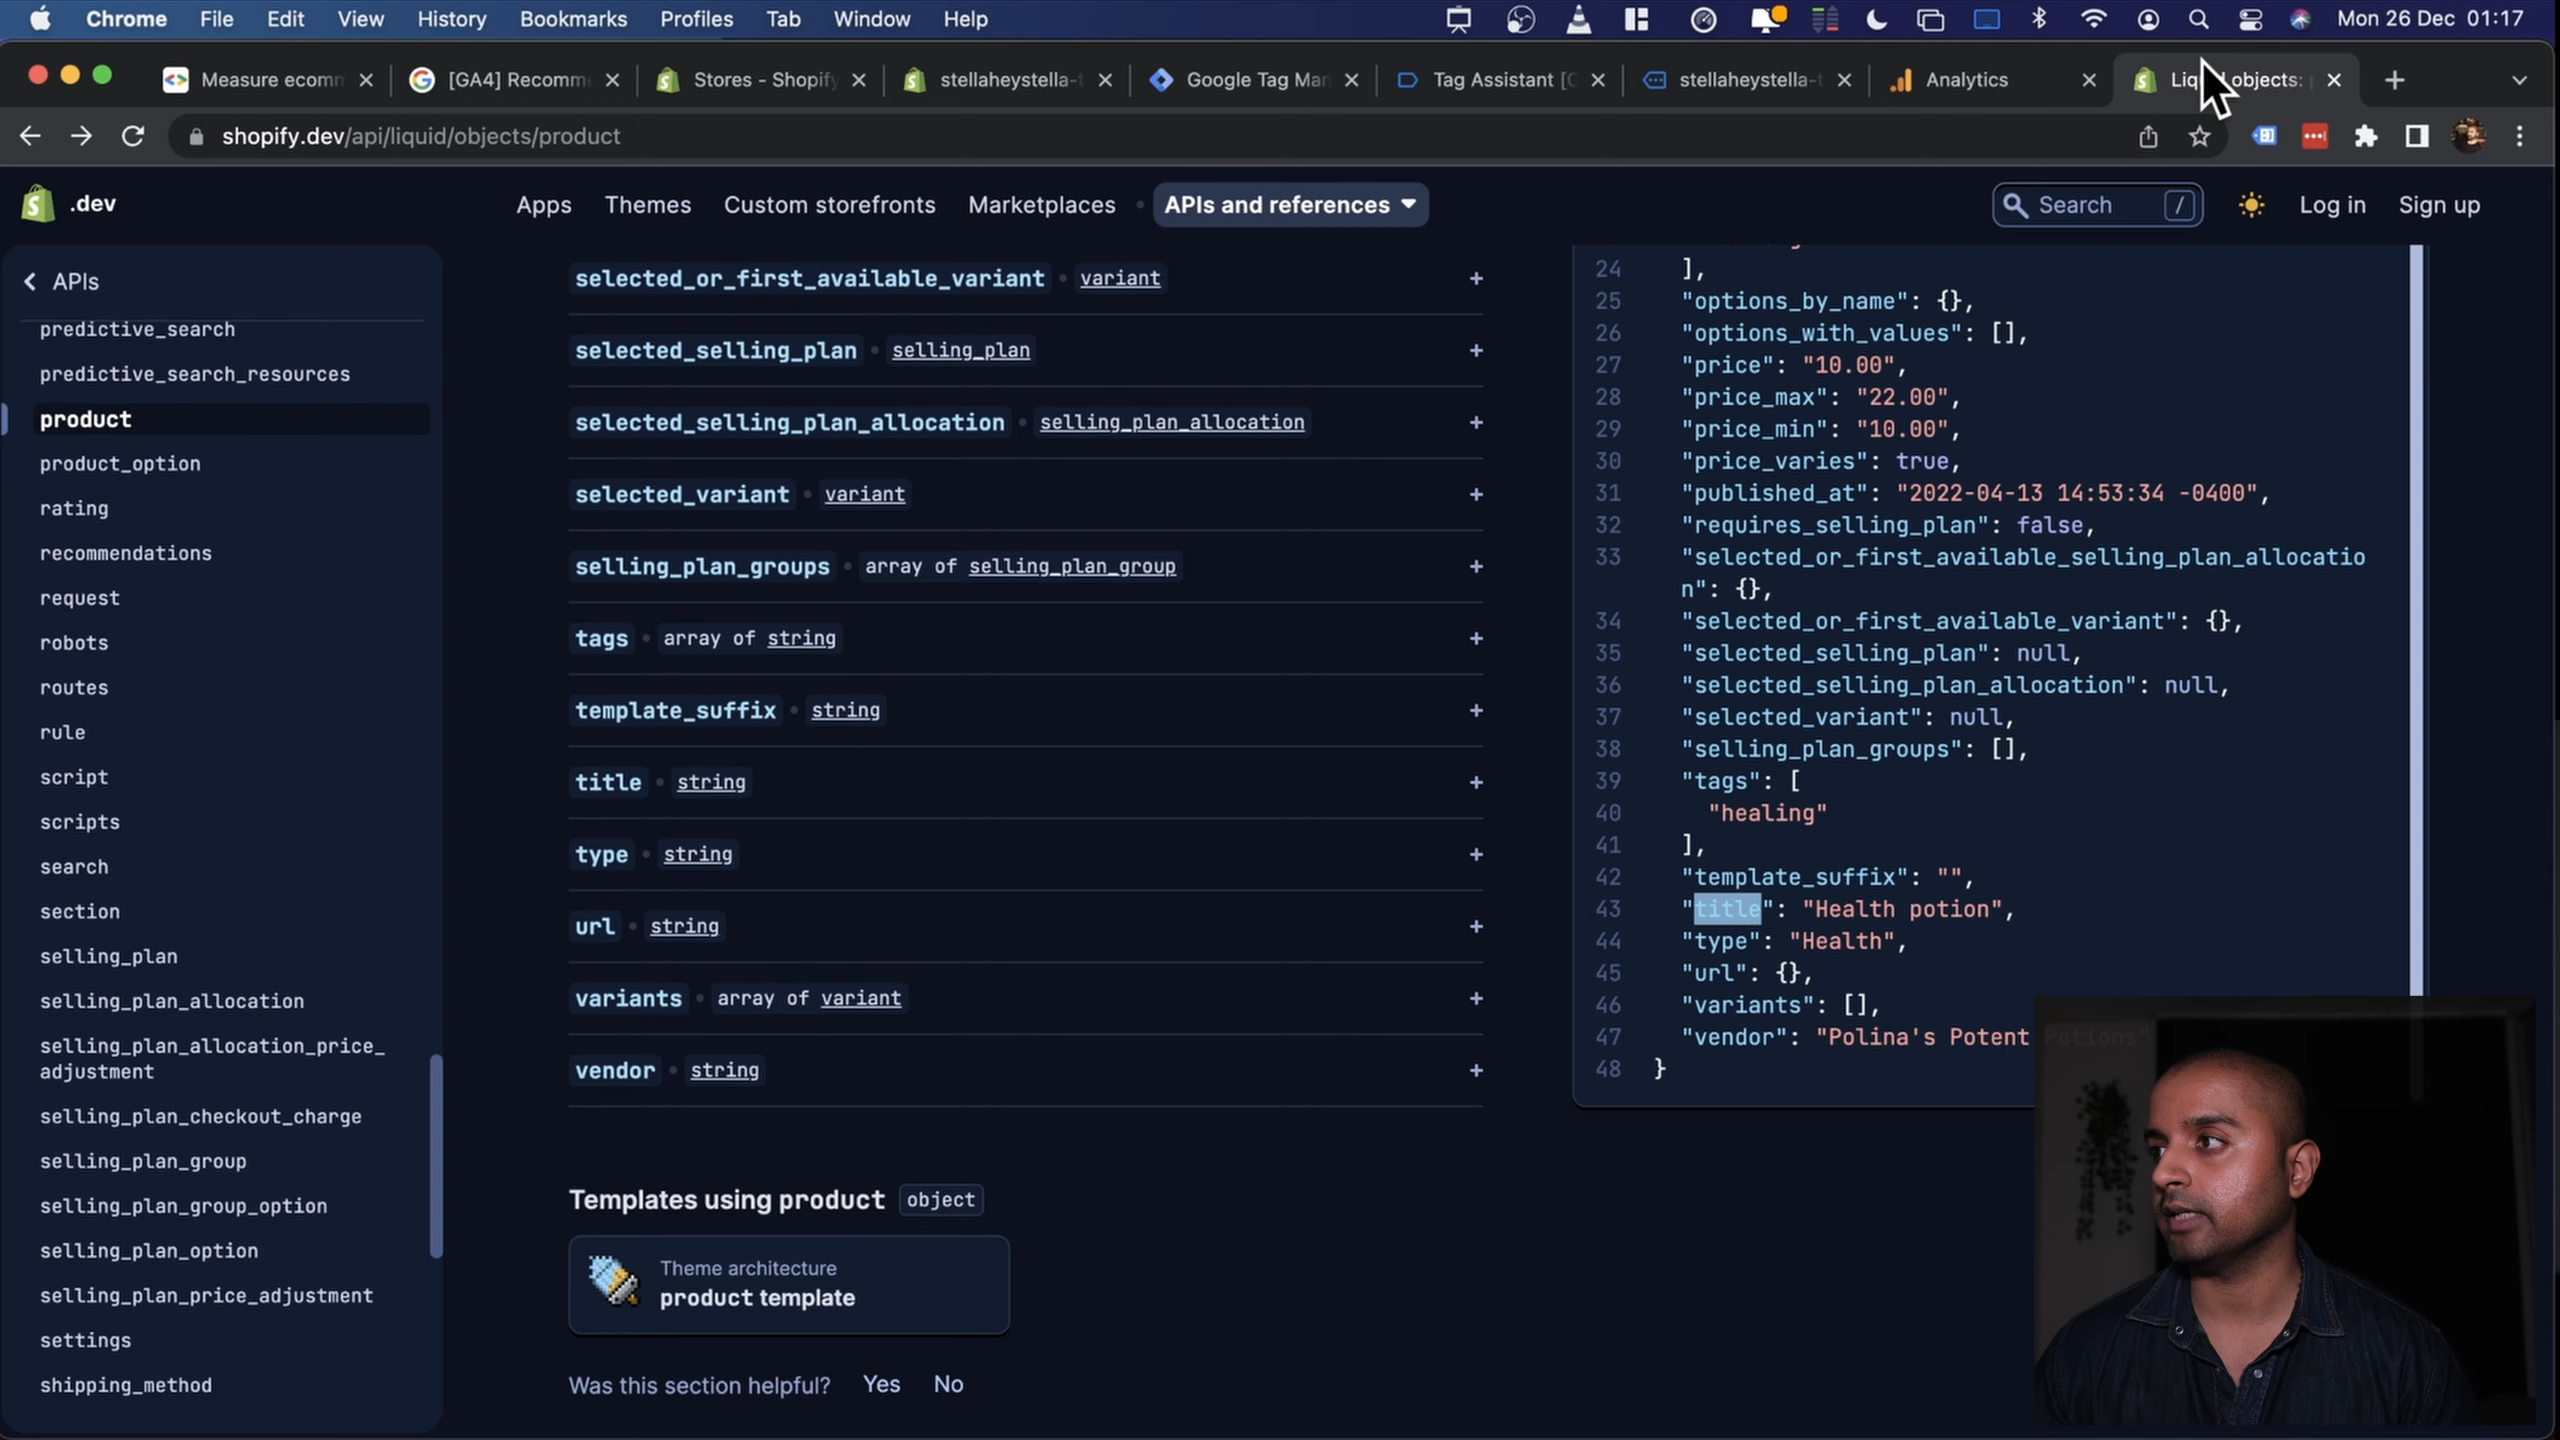 Chrome File Edit View History Bookmarks Profiles Tab Window Help Mon 26 Dec 01:17
Measure ecomm [GA4] Recomme Stores - Shopify stellaheystella-t Google Tag Man Tag Assistant [C stellaheystella-t Analytics Liquid objects:
shopify.dev/api/liquid/objects/product
.dev Apps Themes Custom storefronts Marketplaces APIs and references Search / Log in Sign up
APIs
predictive_search
predictive_search_resources
product
product_option
rating
recommendations
request
robots
routes
rule
script
scripts
search
section
selling_plan
selling_plan_allocation
selling_plan_allocation_price_
adjustment
selling_plan_checkout_charge
selling_plan_group
selling_plan_group_option
selling_plan_option
selling_plan_price_adjustment
settings
shipping_method
selected_or_first_available_variant • variant +
selected_selling_plan • selling_plan +
selected_selling_plan_allocation • selling_plan_allocation +
selected_variant • variant +
selling_plan_groups • array of selling_plan_group +
tags • array of string +
template_suffix • string +
title • string +
type • string +
url • string +
variants • array of variant +
vendor • string +
Templates using product object
Theme architecture
product template
Was this section helpful? Yes No
24 ],
25 "options_by_name": {},
26 "options_with_values": [],
27 "price": "10.00",
28 "price_max": "22.00",
29 "price_min": "10.00",
30 "price_varies": true,
31 "published_at": "2022-04-13 14:53:34 -0400",
32 "requires_selling_plan": false,
33 "selected_or_first_available_selling_plan_allocatio
n": {},
34 "selected_or_first_available_variant": {},
35 "selected_selling_plan": null,
36 "selected_selling_plan_allocation": null,
37 "selected_variant": null,
38 "selling_plan_groups": [],
39 "tags": [
40 "healing"
41 ],
42 "template_suffix": "",
43 "title": "Health potion",
44 "type": "Health",
45 "url": {},
46 "variants": [],
47 "vendor": "Polina's Potent Potions"
48 }